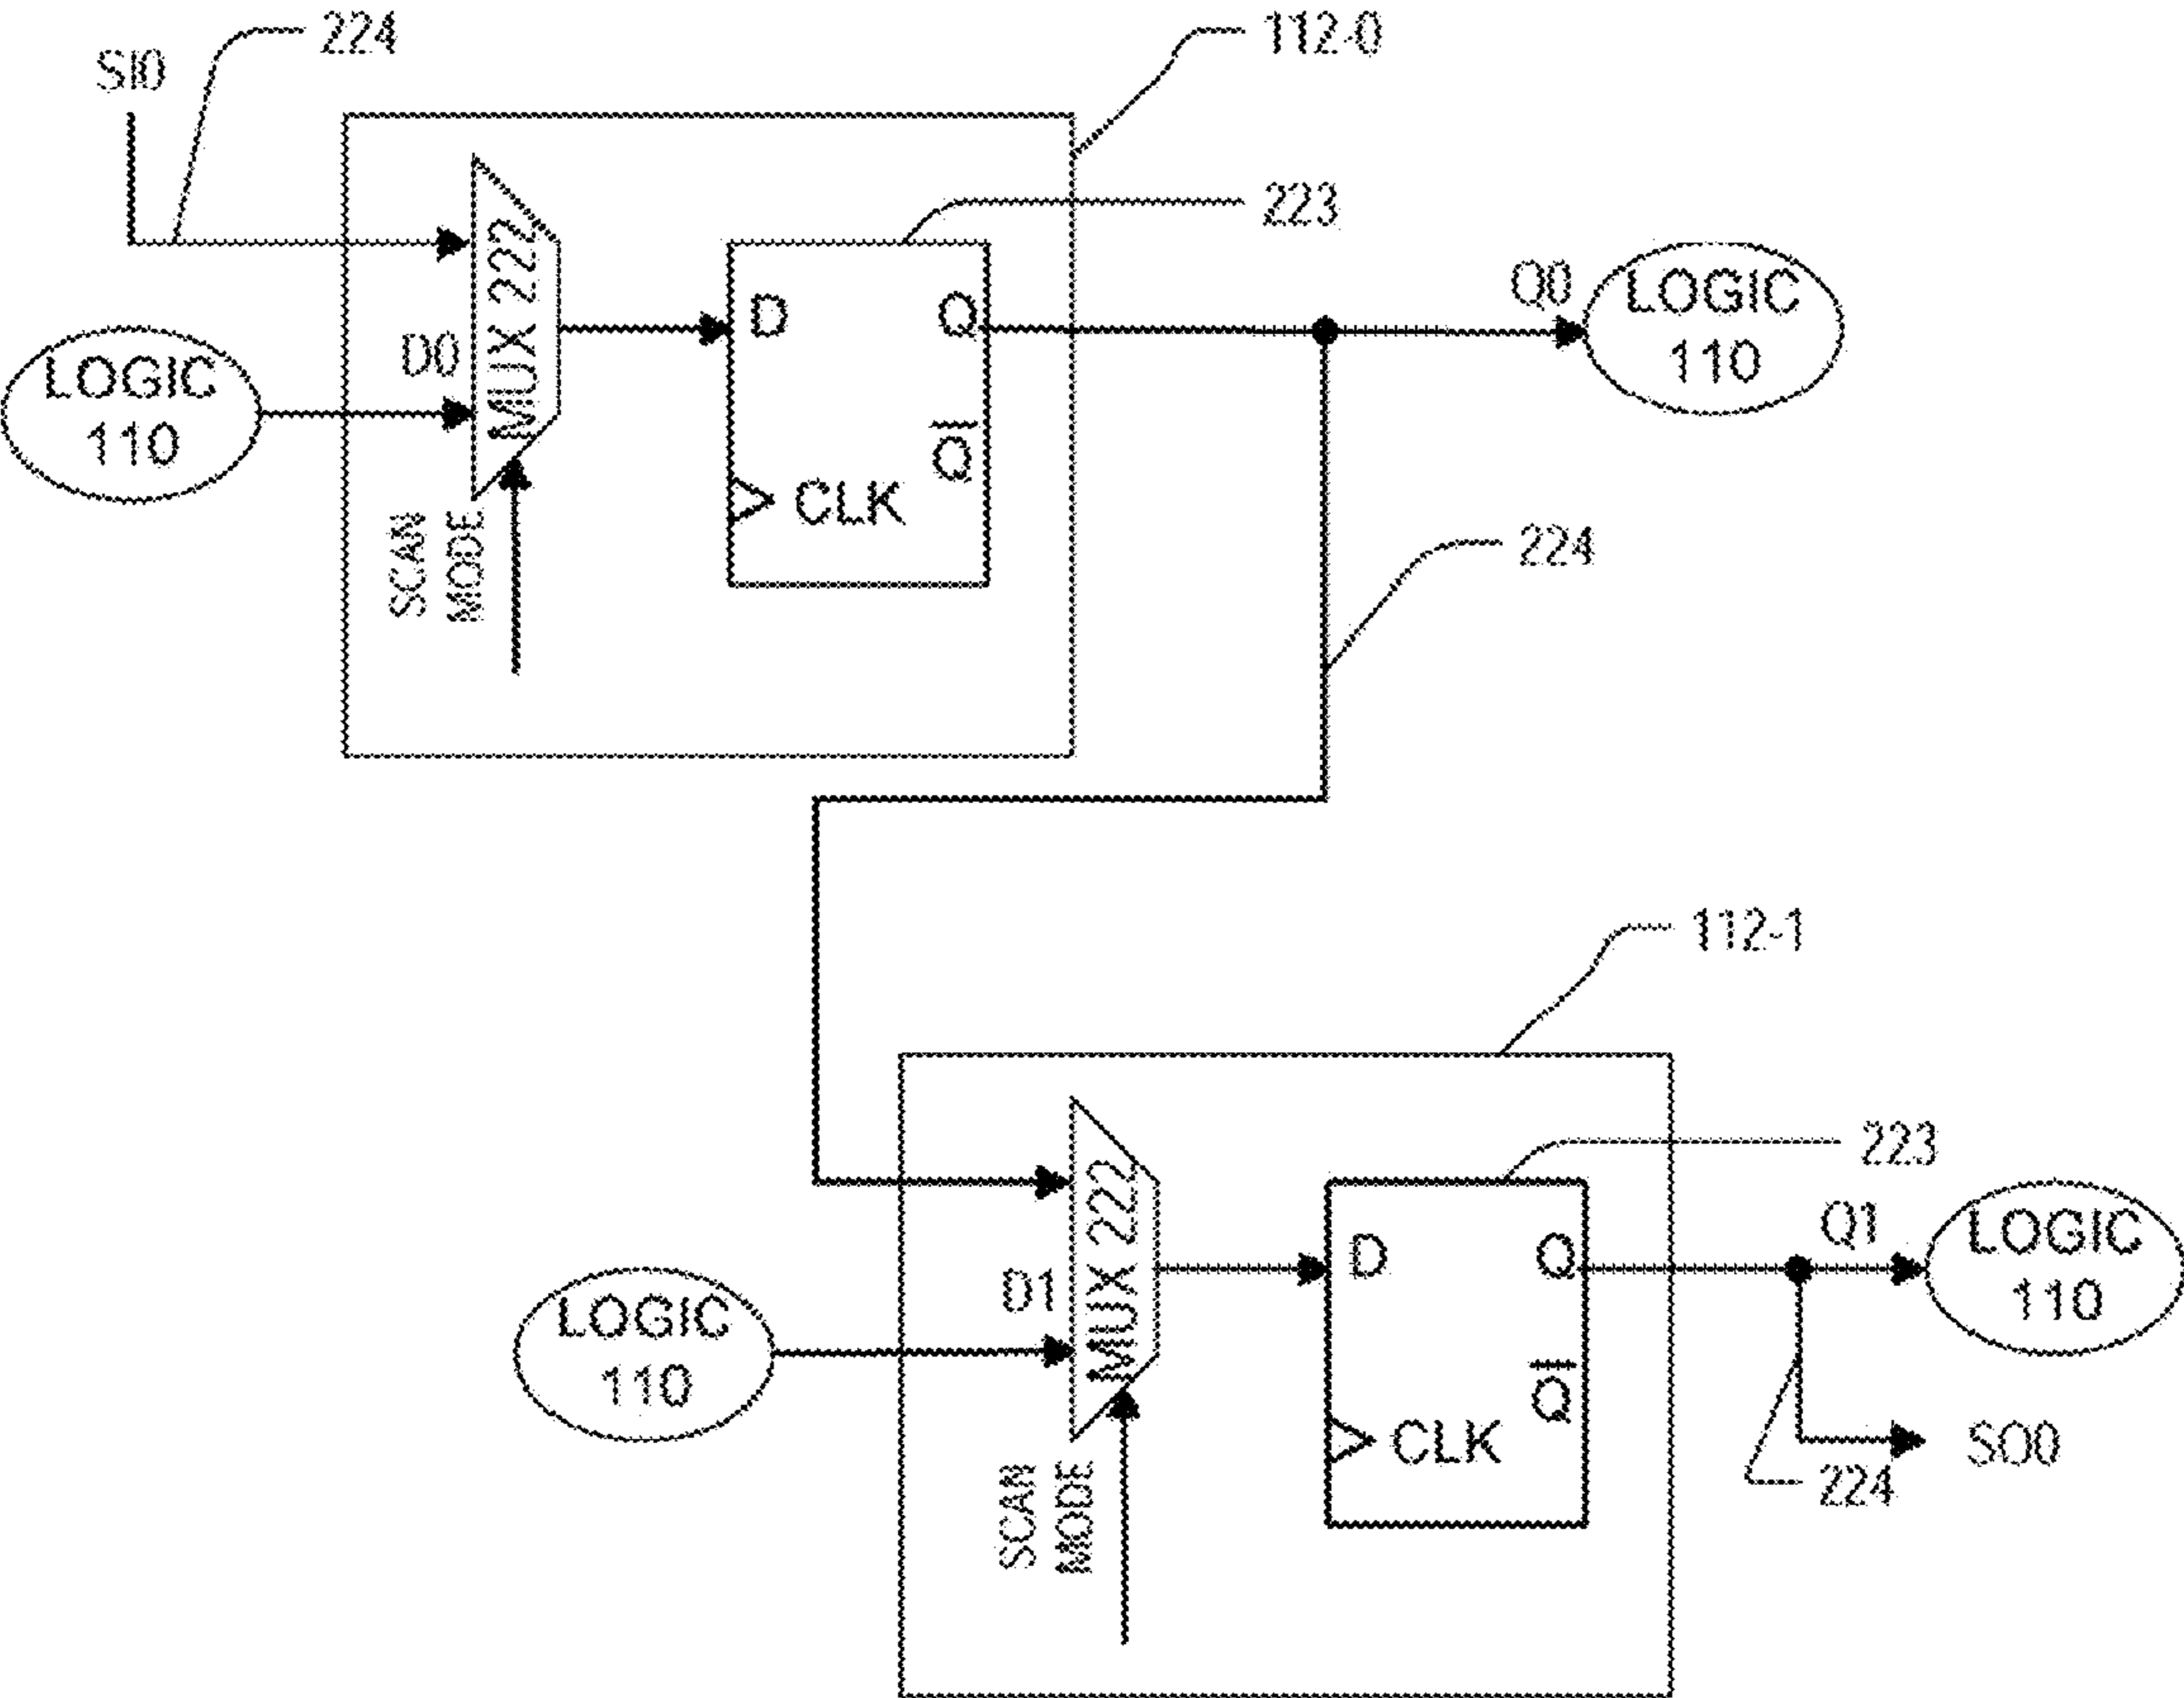 224
112-0
SI0
223
MUX 222
D
Q
Q0
LOGIC
110
D0
LOGIC
110
Q̅
CLK
SCAN
MODE
224
112-1
223
MUX 222
D
Q
Q1
LOGIC
110
D1
LOGIC
110
Q̅
CLK
SO0
224
SCAN
MODE